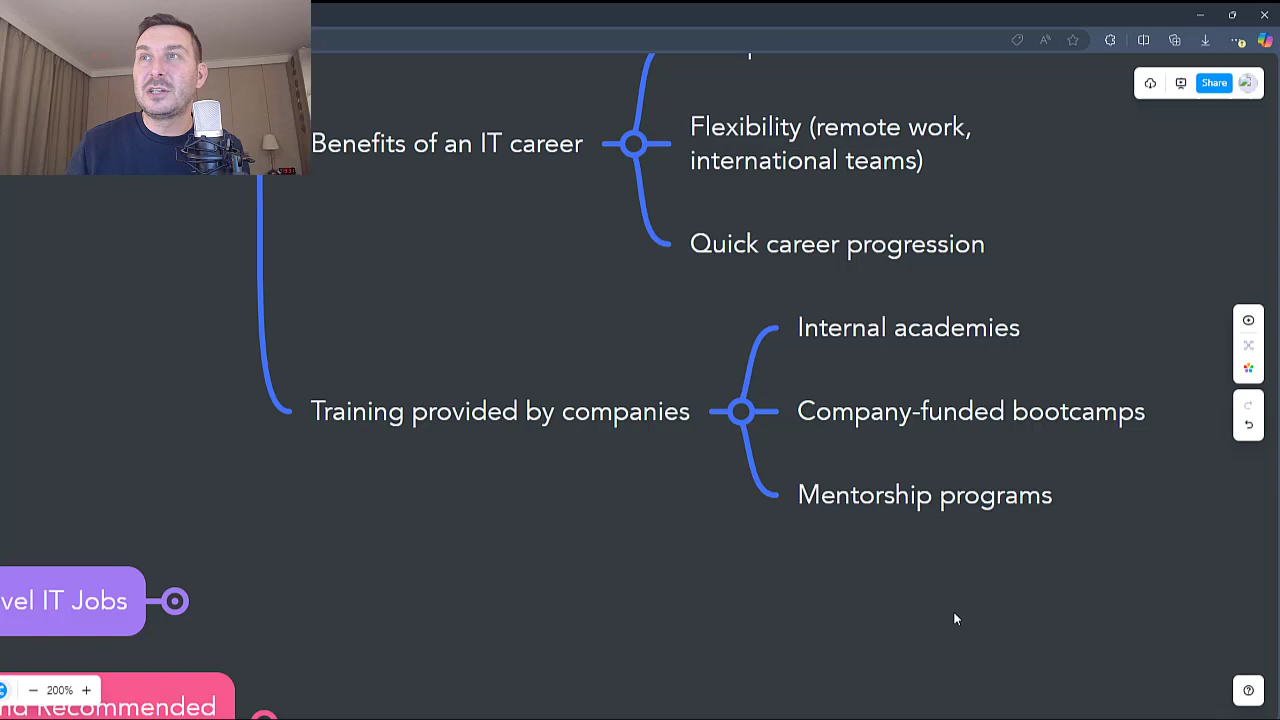 Share
Benefits of an IT career
Flexibility (remote work,
international teams)
Quick career progression
Internal academies
Training provided by companies
Company-funded bootcamps
Mentorship programs
vel IT Jobs
200%
Recommended